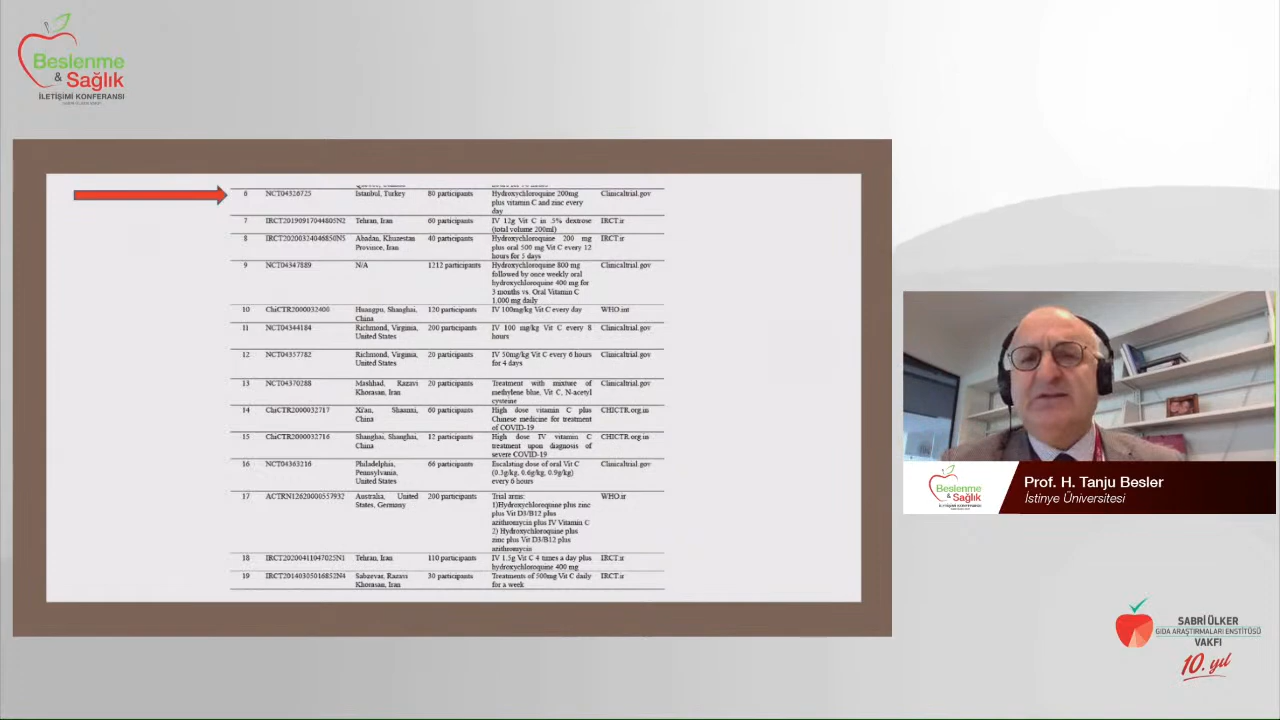 Beslenme
& Sağlık
İLETİŞİMİ KONFERANSI
6 NCT04326725 Istanbul, Turkey 80 participants Hydroxychloroquine 200mg Clinicaltrial.gov
plus vitamin C and zinc every
day
7 IRCT20190917044805N2 Tehran, Iran 60 participants IV 12g Vit C in .5% dextrose IRCT.ir
(total volume 200ml)
8 IRCT20200324046850N5 Abadan, Khuzestan 40 participants Hydroxychloroquine 200 mg IRCT.ir
Province, Iran plus oral 500 mg Vit C every 12
hours for 5 days
9 NCT04347889 N/A 1212 participants Hydroxychloroquine 800 mg Clinicaltrial.gov
followed by once weekly oral
hydroxychloroquine 400 mg for
3 months vs. Oral Vitamin C
1,000 mg daily
10 ChiCTR2000032400 Huangpu, Shanghai, 120 participants IV 100mg/kg Vit C every day WHO.int
China
11 NCT04344184 Richmond, Virginia, 200 participants IV 100 mg/kg Vit C every 8 Clinicaltrial.gov
United States hours
12 NCT04357782 Richmond, Virginia, 20 participants IV 50mg/kg Vit C every 6 hours Clinicaltrial.gov
United States for 4 days
13 NCT04370288 Mashhad, Razavi 20 participants Treatment with mixture of Clinicaltrial.gov
Khorasan, Iran methylene blue, Vit C, N-acetyl
cysteine
14 ChiCTR2000032717 Xi'an, Shaanxi, 60 participants High dose vitamin C plus CHICTR.org.in
China Chinese medicine for treatment
of COVID-19
15 ChiCTR2000032716 Shanghai, Shanghai, 12 participants High dose IV vitamin C CHICTR.org.in
China treatment upon diagnosis of
severe COVID-19
16 NCT04363216 Philadelphia, 66 participants Escalating dose of oral Vit C Clinicaltrial.gov
Pennsylvania, (0.3g/kg, 0.6g/kg, 0.9g/kg)
United States every 6 hours
17 ACTRN12620000557932 Australia, United 200 participants Trial arms: WHO.ir
States, Germany 1)Hydroxychloroquine plus zinc
plus Vit D3/B12 plus
azithromycin plus IV Vitamin C
2) Hydroxychloroquine plus
zinc plus Vit D3/B12 plus
azithromycin
18 IRCT20200411047025N1 Tehran, Iran 110 participants IV 1.5g Vit C 4 times a day plus IRCT.ir
hydroxychloroquine 400 mg
19 IRCT20140305016852N4 Sabzevar, Razavi 30 participants Treatments of 500mg Vit C daily IRCT.ir
Khorasan, Iran for a week
Beslenme
& Sağlık
Prof. H. Tanju Besler
İstinye Üniversitesi
SABRİ ÜLKER
GIDA ARAŞTIRMALARI ENSTİTÜSÜ
VAKFI
10. yıl